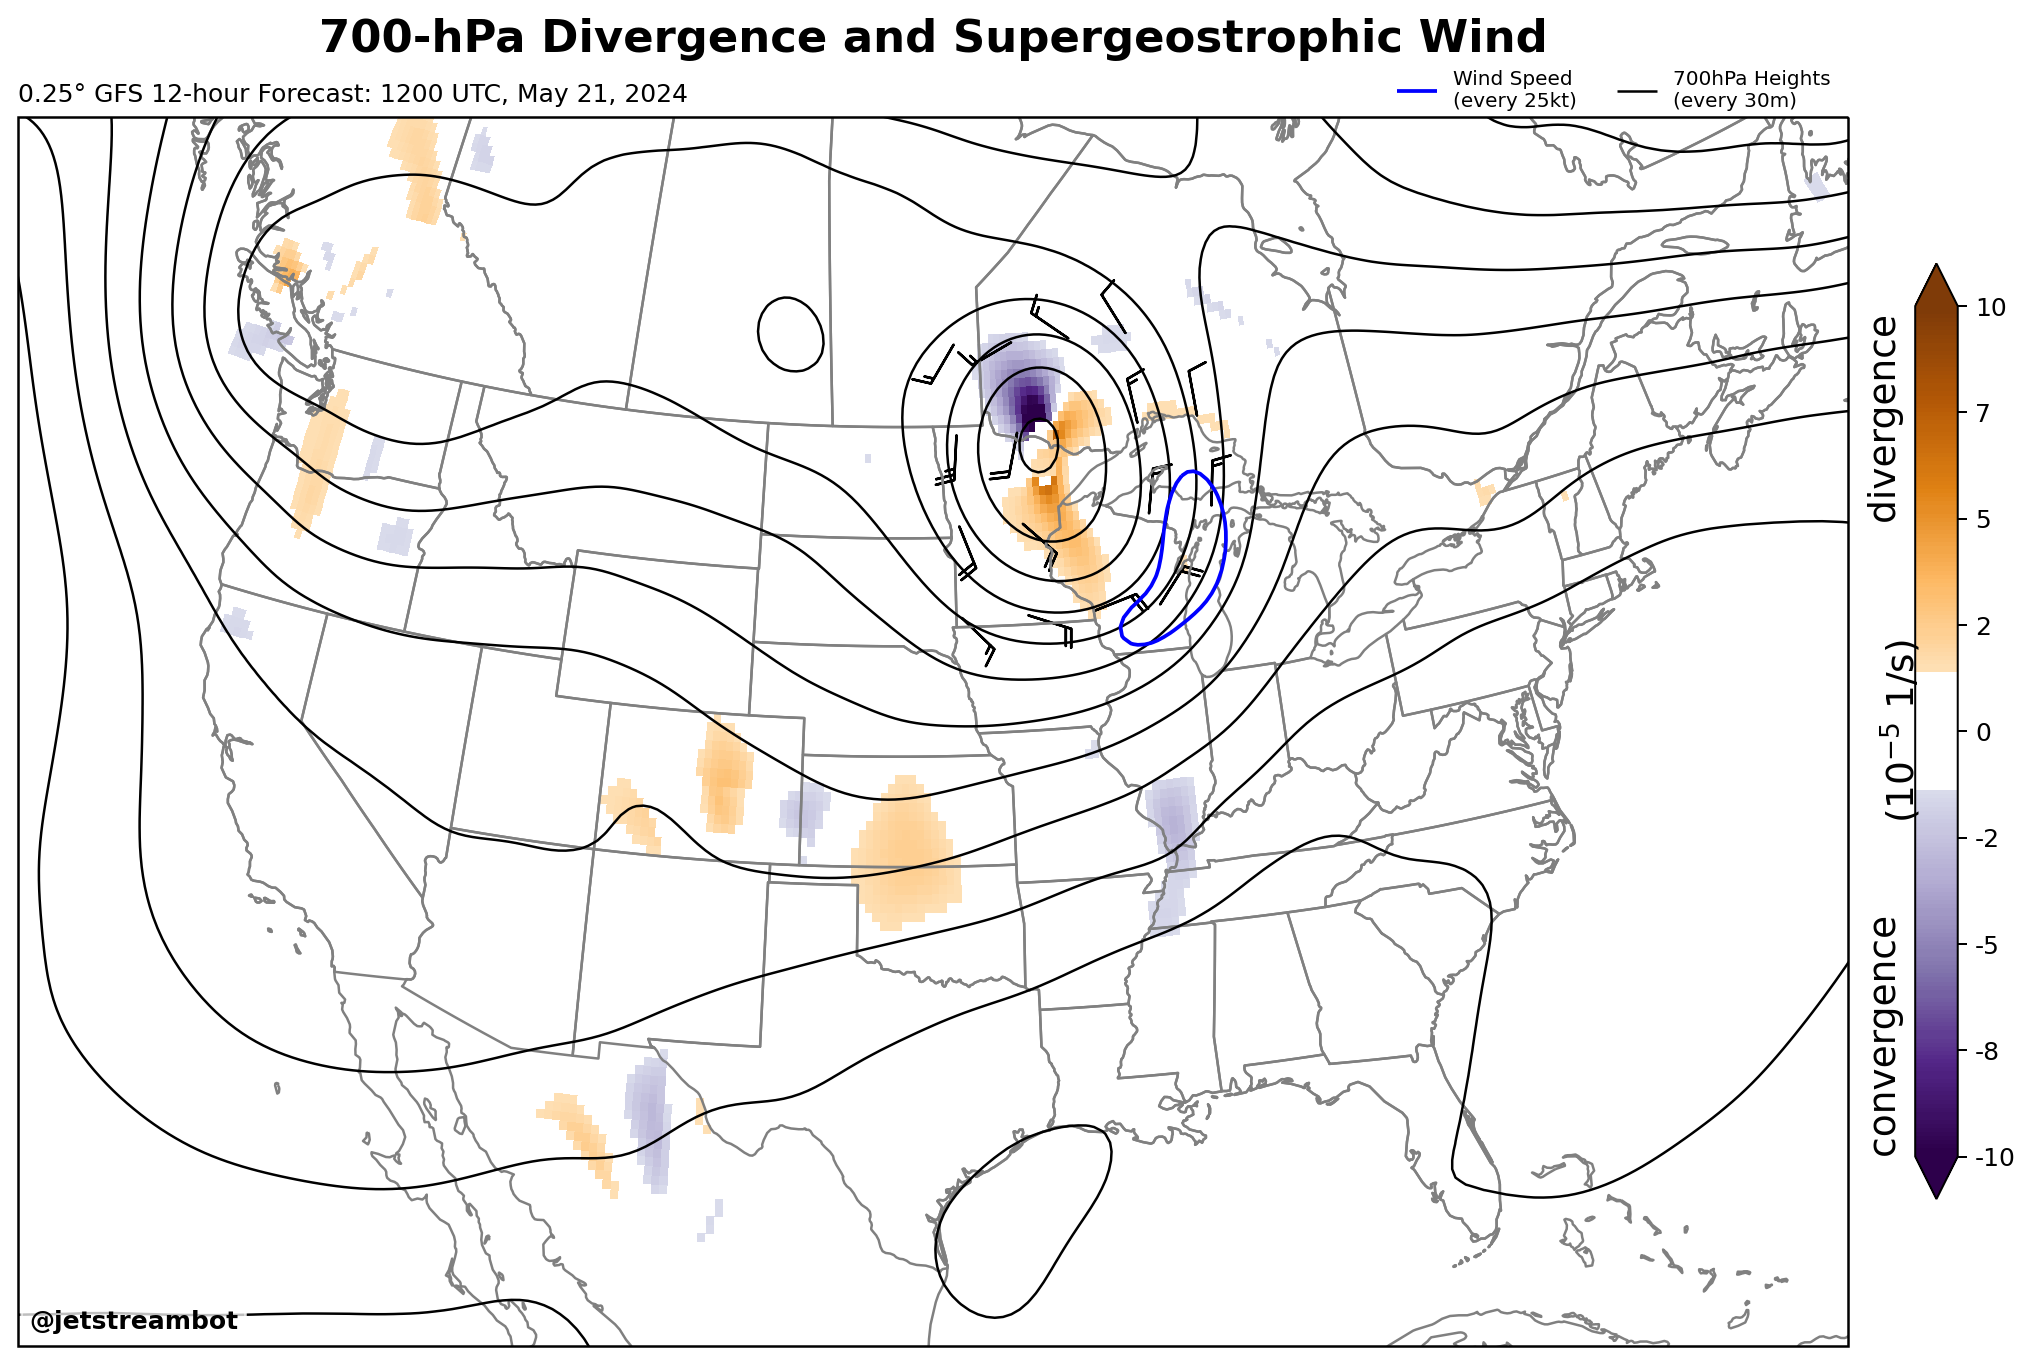 700-hPa Divergence and Supergeostrophic Wind
0.25° GFS 12-hour Forecast: 1200 UTC, May 21, 2024
Wind Speed
(every 25kt)
700hPa Heights
(every 30m)
10
7
5
2
0
-2
-5
-8
-10
divergence
(10⁻⁵ 1/s)
convergence
@jetstreambot